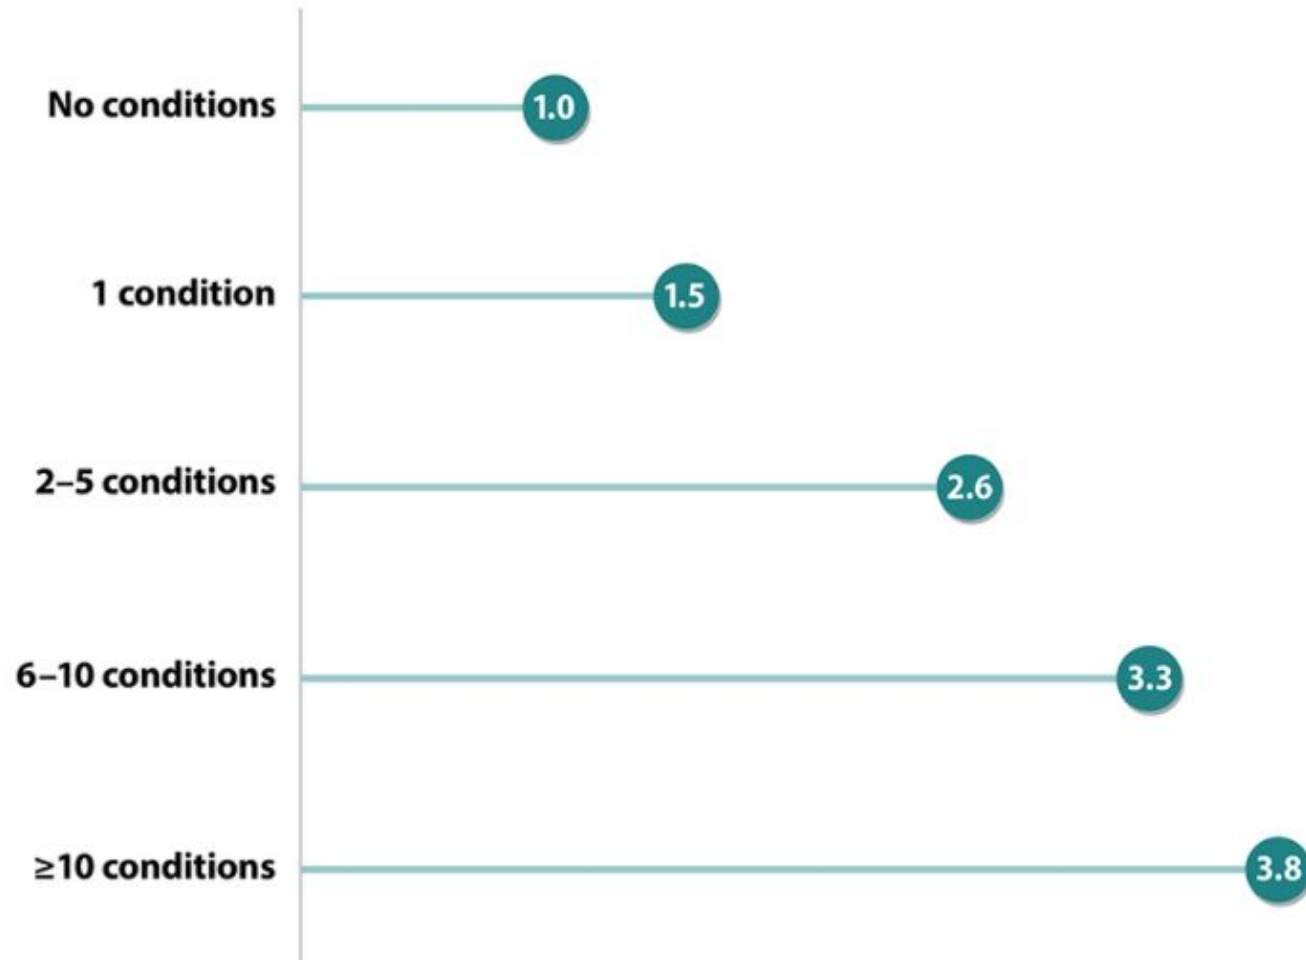 No conditions 1.0
1 condition 1.5
2–5 conditions 2.6
6–10 conditions 3.3
≥10 conditions 3.8